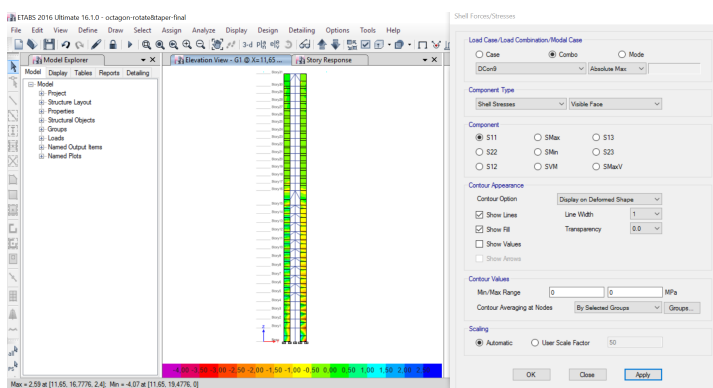 ETABS 2016 Ultimate 16.1.0 - octagon-rotate&taper-final
File Edit View Define Draw Select Assign Analyze Display Design Detailing Options Tools Help
3-d
Model Explorer
Elevation View - G1 @ X=11,65 ...
Story Response
Model Display Tables Reports Detailing
Model
Project
Structure Layout
Properties
Structural Objects
Groups
Loads
Named Output Items
Named Plots
all
PS
-2,50 -2,00 -1,50 -1,00 -0,50 0,00 0,50 1,00 1,50 2,00
Max = 2.59 at [11.65, 16.7776, 2.4]; Min = -4.07 at [11.65, 19.4776, 0]
Shell Forces/Stresses
Load Case/Load Combination/Modal Case
Case Combo Mode
DCon9 Absolute Max
Component Type
Shell Stresses Visible Face
Component
S11 SMax S13
S22 SMin S23
S12 SVM SMaxV
Contour Appearance
Contour Option Display on Deformed Shape
Show Lines Line Width 1
Show Fill Transparency 0.0
Show Values
Show Arrows
Contour Values
Min/Max Range 0 0 MPa
Contour Averaging at Nodes By Selected Groups Groups...
Scaling
Automatic User Scale Factor 50
OK Close Apply